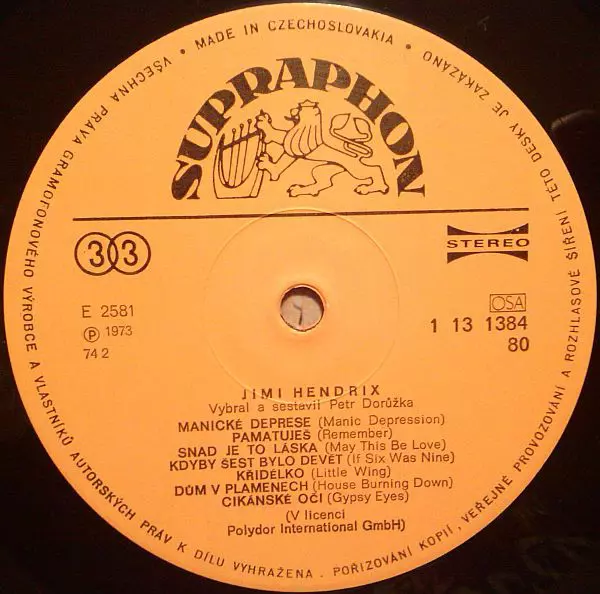 • MADE IN CZECHOSLOVAKIA •
VŠECHNA PRÁVA GRAMOFONOVÉHO VÝROBCE A VLASTNÍKŮ AUTORSKÝCH PRÁV K DÍLU VYHRAŽENA. POŘIZOVÁNÍ KOPIÍ, VEŘEJNÉ PROVOZOVÁNÍ A ROZHLASOVÉ ŠÍŘENÍ TÉTO DESKY JE ZAKÁZÁNO
SUPRAPHON
33
STEREO
E 2581
Ⓟ 1973
74 2
OSA
1 13 1384
80
JIMI HENDRIX
Vybral a sestavil Petr Dorůžka
MANICKÉ DEPRESE (Manic Depression)
PAMATUJEŠ (Remember)
SNAD JE TO LÁSKA (May This Be Love)
KDYBY ŠEST BYLO DEVĚT (If Six Was Nine)
KŘIDÉLKO (Little Wing)
DŮM V PLAMENECH (House Burning Down)
CIKÁNSKÉ OČI (Gypsy Eyes)
(V licenci
Polydor International GmbH)